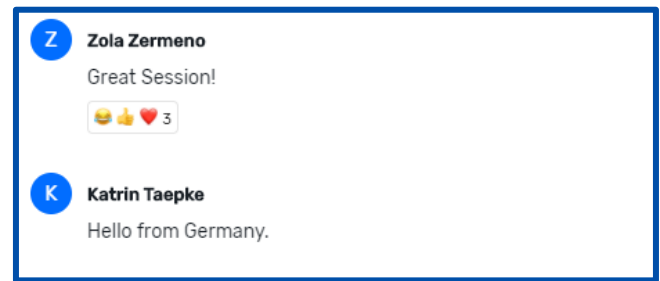 Z
Zola Zermeno
Great Session!
😂👍❤️ 3
K
Katrin Taepke
Hello from Germany.